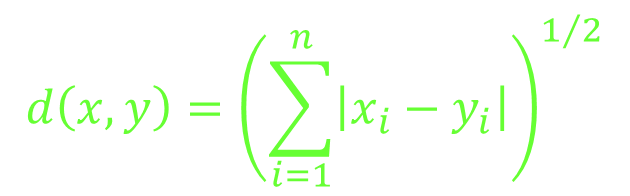 d(x, y) = (∑_{i=1}^{n} |x_i − y_i|)^{1/2}